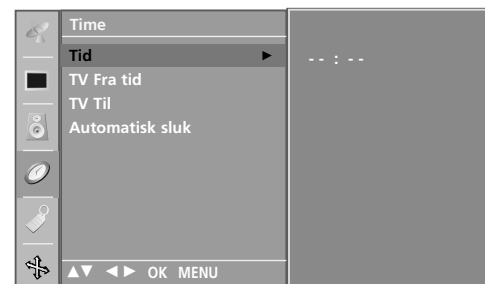 Time
Tid ► -- : --
TV Fra tid
TV Til
Automatisk sluk
▲▼ ◄► OK MENU